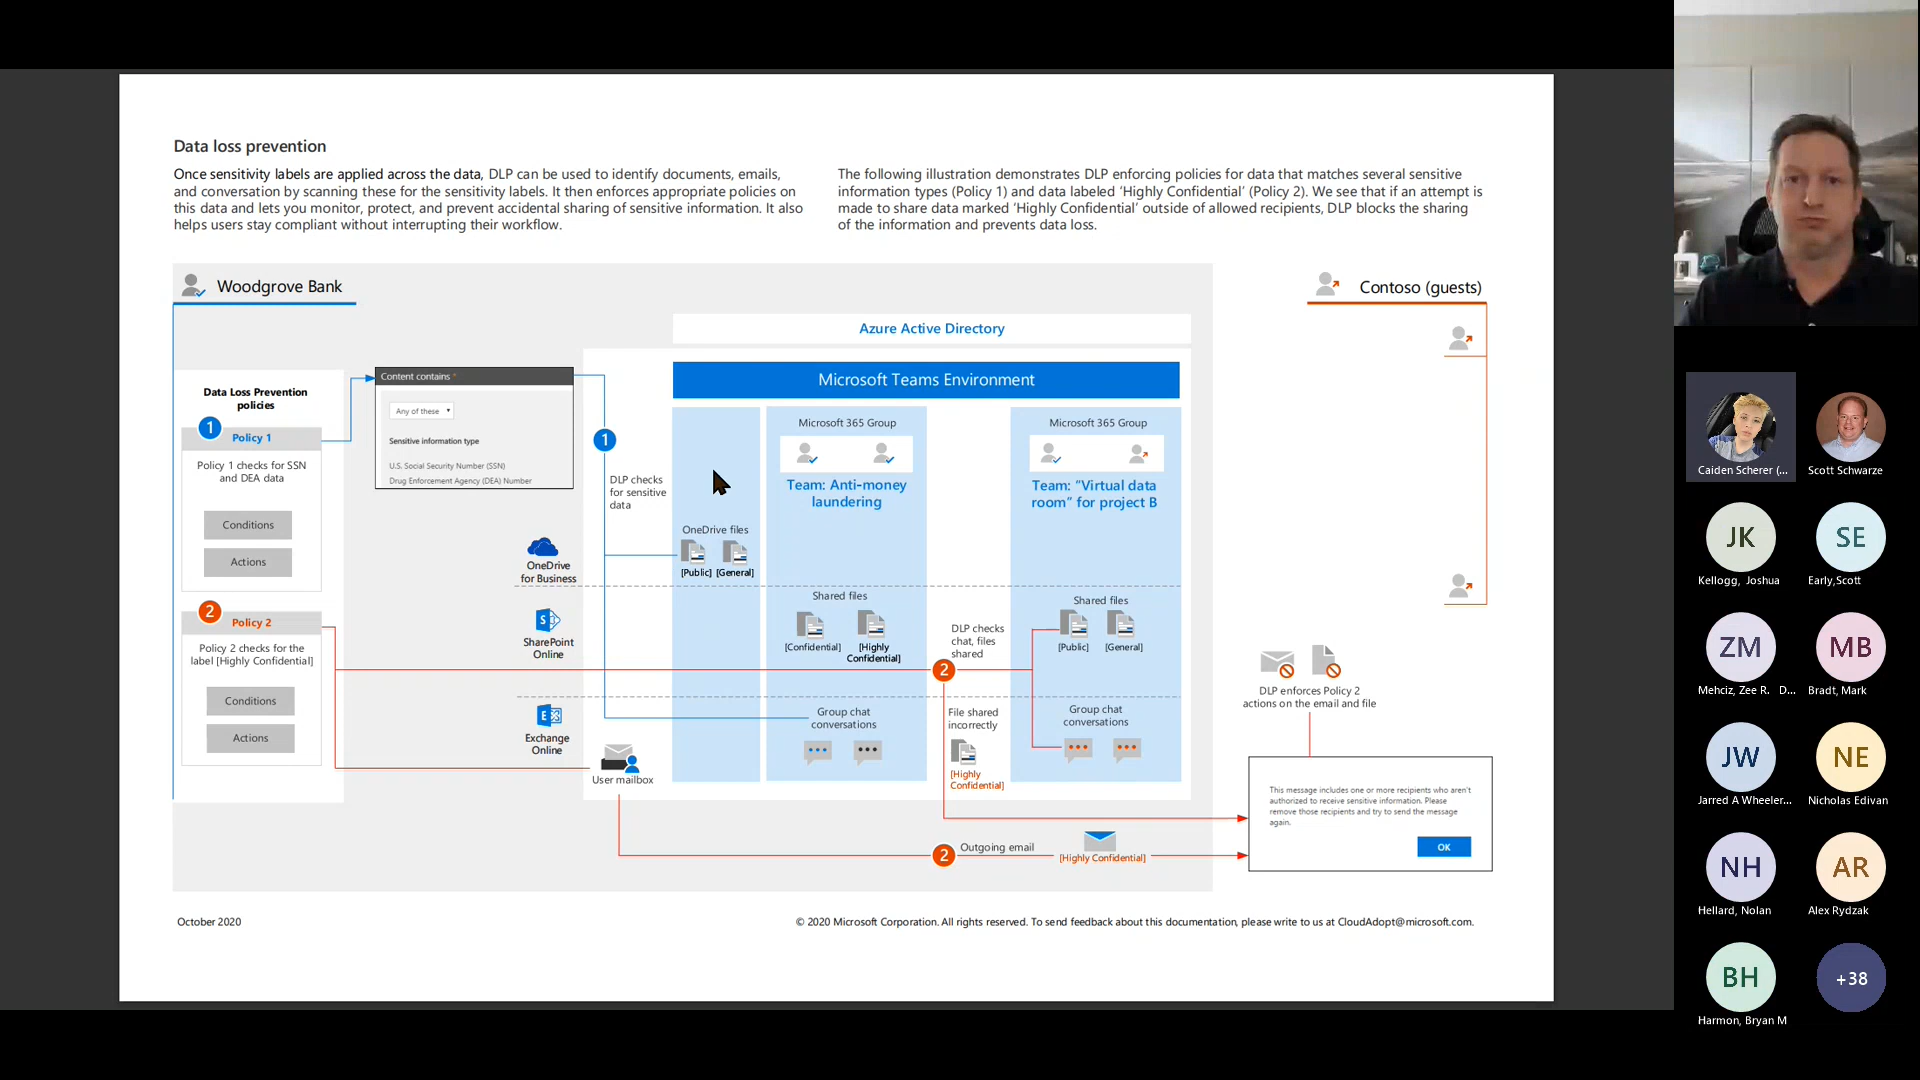 Data loss prevention
Once sensitivity labels are applied across the data, DLP can be used to identify documents, emails,
and conversation by scanning these for the sensitivity labels. It then enforces appropriate policies on
this data and lets you monitor, protect, and prevent accidental sharing of sensitive information. It also
helps users stay compliant without interrupting their workflow.
The following illustration demonstrates DLP enforcing policies for data that matches several sensitive
information types (Policy 1) and data labeled ‘Highly Confidential’ (Policy 2). We see that if an attempt is
made to share data marked ‘Highly Confidential’ outside of allowed recipients, DLP blocks the sharing
of the information and prevents data loss.
Woodgrove Bank
Contoso (guests)
Azure Active Directory
Microsoft Teams Environment
Data Loss Prevention
policies
1
Policy 1
Policy 1 checks for SSN
and DEA data
Conditions
Actions
2
Policy 2
Policy 2 checks for the
label [Highly Confidential]
Conditions
Actions
Content contains *
Any of these
Sensitive information type
U.S. Social Security Number (SSN)
Drug Enforcement Agency (DEA) Number
1
DLP checks
for sensitive
data
OneDrive
for Business
SharePoint
Online
Exchange
Online
User mailbox
OneDrive files
[Public]
[General]
Microsoft 365 Group
Team: Anti-money
laundering
Shared files
[Confidential]
[Highly
Confidential]
Group chat
conversations
DLP checks
chat, files
shared
2
File shared
incorrectly
[Highly
Confidential]
Microsoft 365 Group
Team: “Virtual data
room” for project B
Shared files
[Public]
[General]
Group chat
conversations
2
Outgoing email
[Highly Confidential]
DLP enforces Policy 2
actions on the email and file
This message includes one or more recipients who aren't
authorized to receive sensitive information. Please
remove those recipients and try to send the message
again.
OK
October 2020
© 2020 Microsoft Corporation. All rights reserved. To send feedback about this documentation, please write to us at CloudAdopt@microsoft.com.
Caiden Scherer (...
Scott Schwarze
JK
Kellogg, Joshua
SE
Early,Scott
ZM
Mehciz, Zee R. D...
MB
Bradt, Mark
JW
Jarred A Wheeler...
NE
Nicholas Edivan
NH
Hellard, Nolan
AR
Alex Rydzak
BH
Harmon, Bryan M
+38